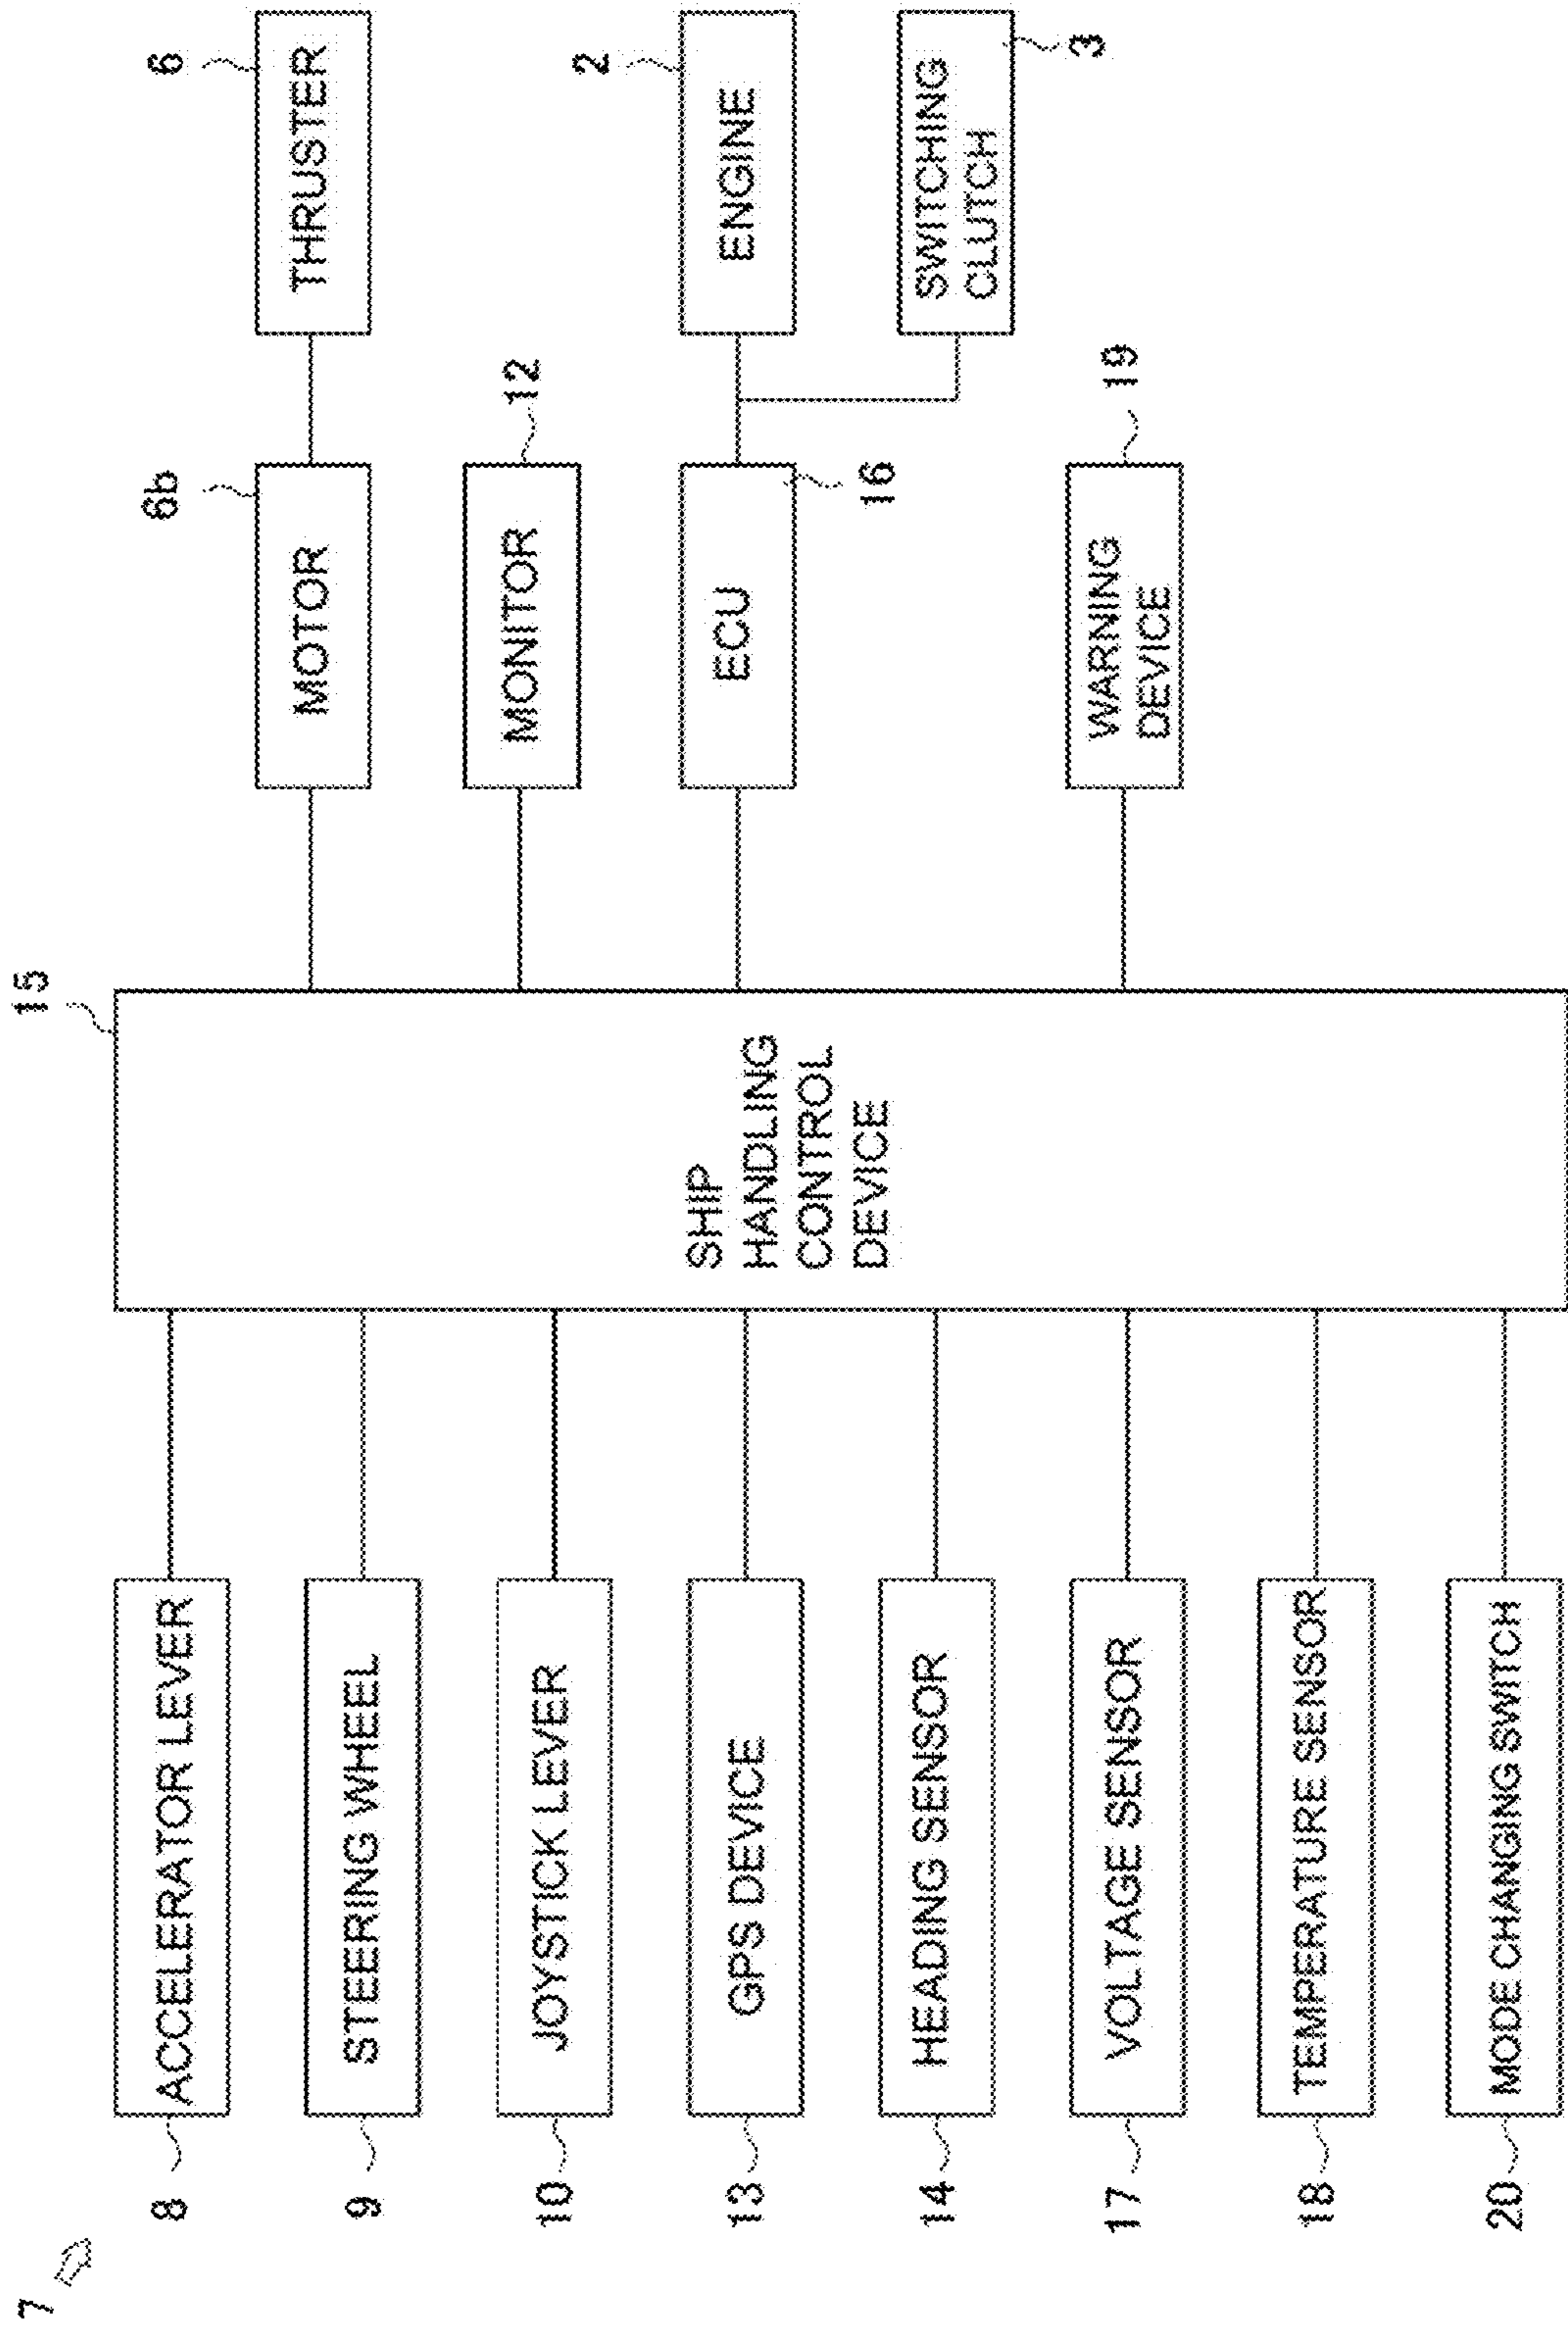 7
8
ACCELERATOR LEVER
9
STEERING WHEEL
10
JOYSTICK LEVER
13
GPS DEVICE
14
HEADING SENSOR
17
VOLTAGE SENSOR
18
TEMPERATURE SENSOR
20
MODE CHANGING SWITCH
15
SHIP
HANDLING
CONTROL
DEVICE
6b
MOTOR
6
THRUSTER
12
MONITOR
16
ECU
2
ENGINE
3
SWITCHING
CLUTCH
19
WARNING
DEVICE